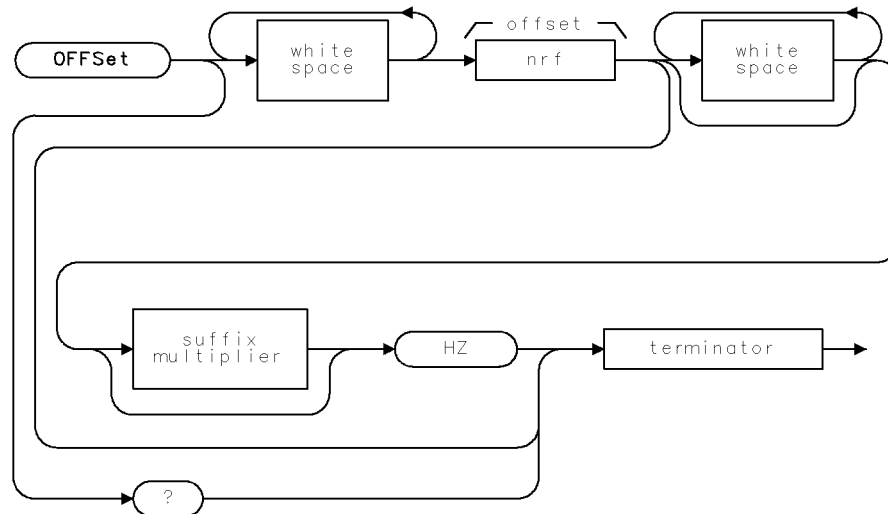 offset
OFFSet
white
space
nrf
white
space
suffix
multiplier
HZ
terminator
?